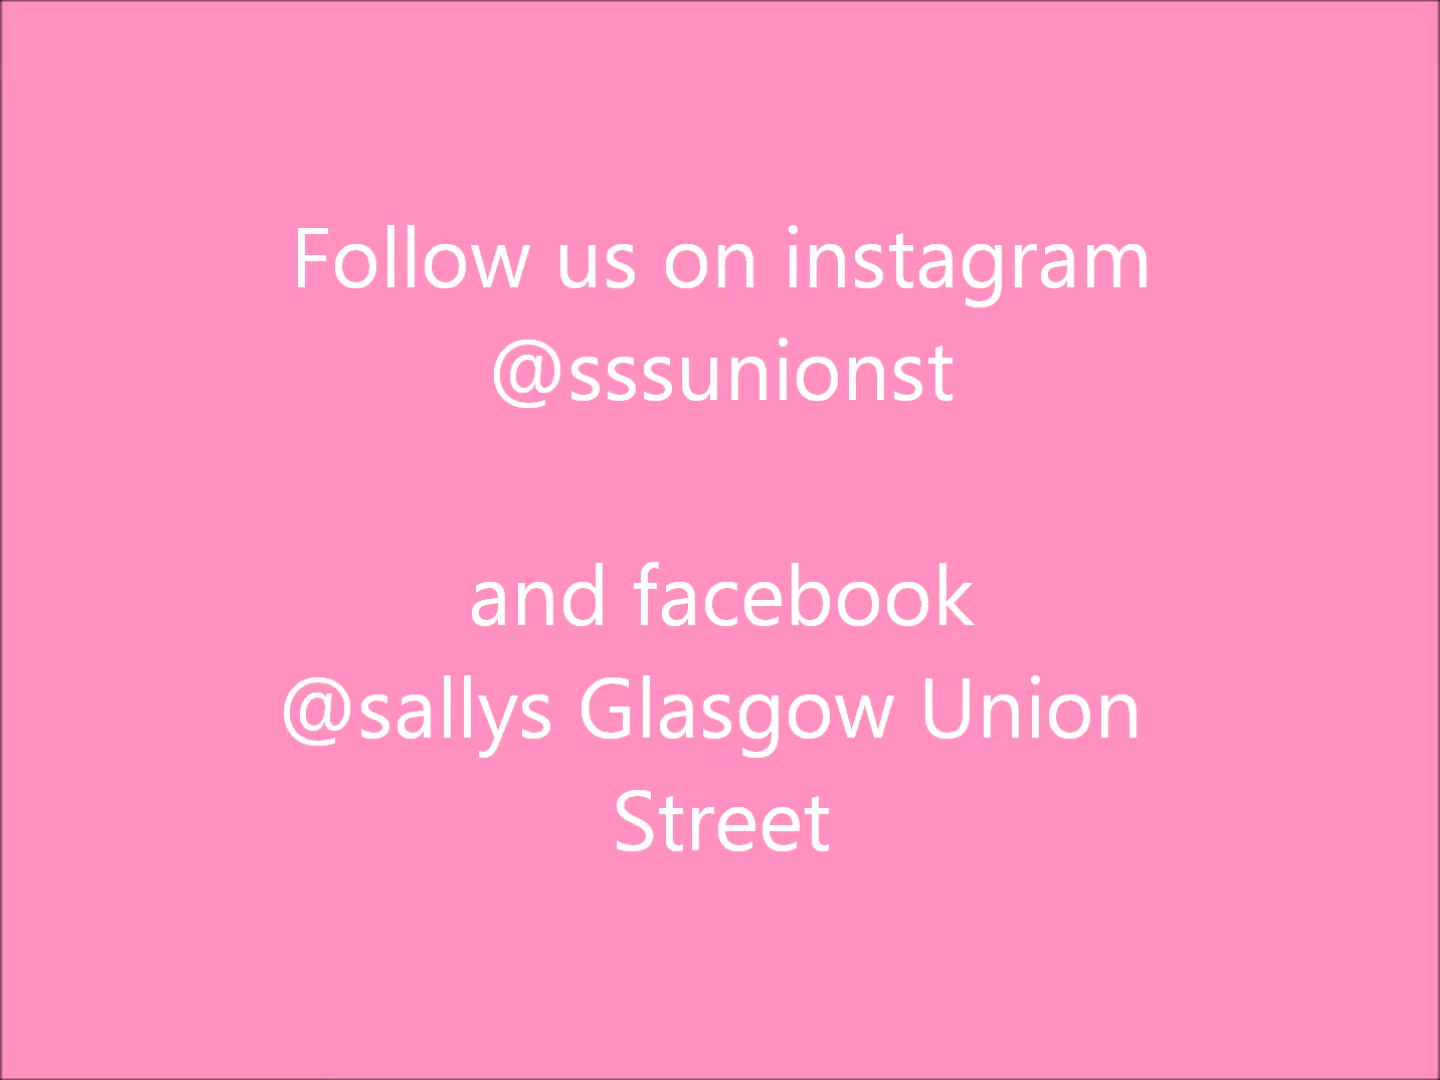 Follow us on instagram
@sssunionst
and facebook
@sallys Glasgow Union
Street